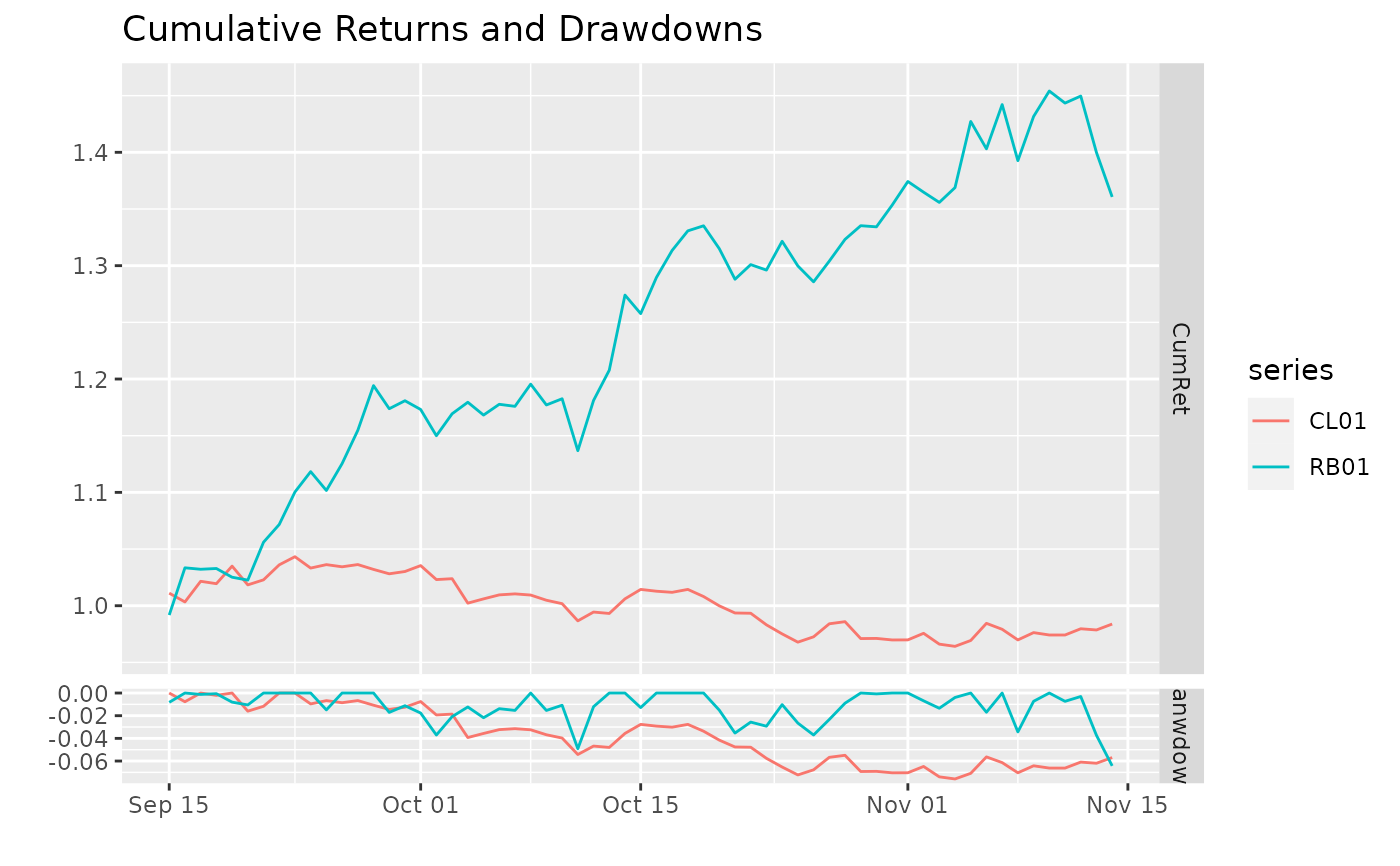 Cumulative Returns and Drawdowns
1.4
1.3
1.2
1.1
1.0
CumRet
0.00
-0.02
-0.04
-0.06
anwdow
Sep 15
Oct 01
Oct 15
Nov 01
Nov 15
series
CL01
RB01